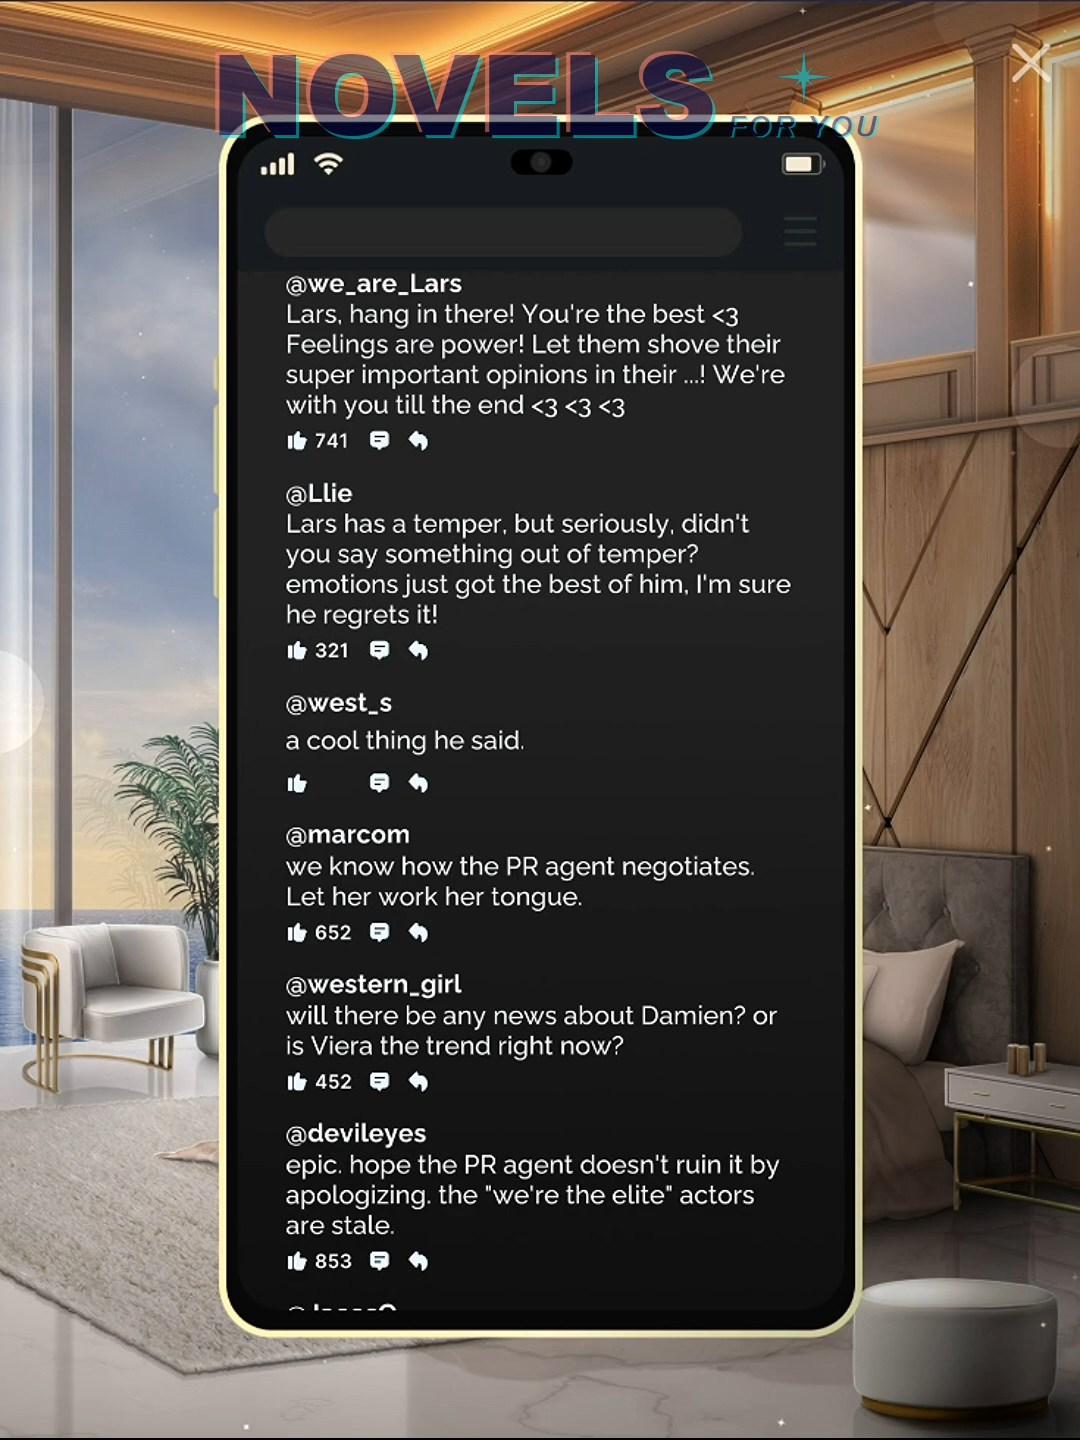 NOVELS
FOR YOU
@we_are_Lars
Lars, hang in there! You're the best <3
Feelings are power! Let them shove their
super important opinions in their ...! We're
with you till the end <3 <3 <3
741
@Llie
Lars has a temper, but seriously, didn't
you say something out of temper?
emotions just got the best of him, I'm sure
he regrets it!
321
@west_s
a cool thing he said.
@marcom
we know how the PR agent negotiates.
Let her work her tongue.
652
@western_girl
will there be any news about Damien? or
is Viera the trend right now?
452
@devileyes
epic. hope the PR agent doesn't ruin it by
apologizing. the "we're the elite" actors
are stale.
853